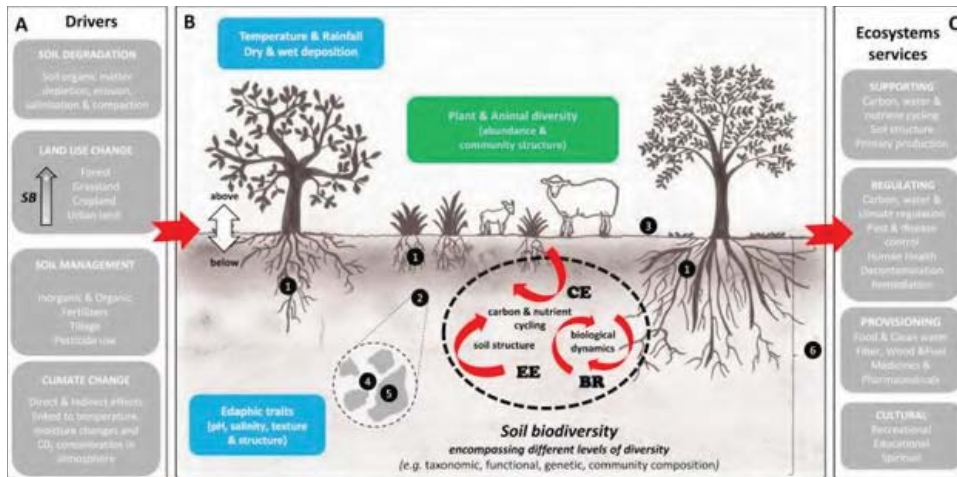 A
Drivers
SOIL DEGRADATION
Soil organic matter
depletion, erosion,
salinisation & compaction
LAND USE CHANGE
Forest
Grassland
Cropland
Urban land
SB
SOIL MANAGEMENT
Inorganic & Organic
Fertilizers
Tillage
Pesticide use
CLIMATE CHANGE
Direct & Indirect effects
linked to temperature,
moisture changes and
CO₂ concentration in
atmosphere
B
Temperature & Rainfall
Dry & wet deposition
Plant & Animal diversity
(abundance &
community structure)
above
below
1
1
1
2
3
4
5
6
CE
carbon & nutrient
cycling
soil structure
biological
dynamics
EE
BR
Edaphic traits
(pH, salinity, texture
& structure)
Soil biodiversity
encompassing different levels of diversity
(e.g. taxonomic, functional, genetic, community composition)
C
Ecosystems
services
SUPPORTING
Carbon, water &
nutrient cycling
Soil structure
Primary production
REGULATING
Carbon, water &
climate regulation
Pest & disease
control
Human Health
Decontamination
Remediation
PROVISIONING
Food & Clean water
Fiber, Wood &Fuel
Medicines &
Pharmaceuticals
CULTURAL
Recreational
Educational
Spiritual